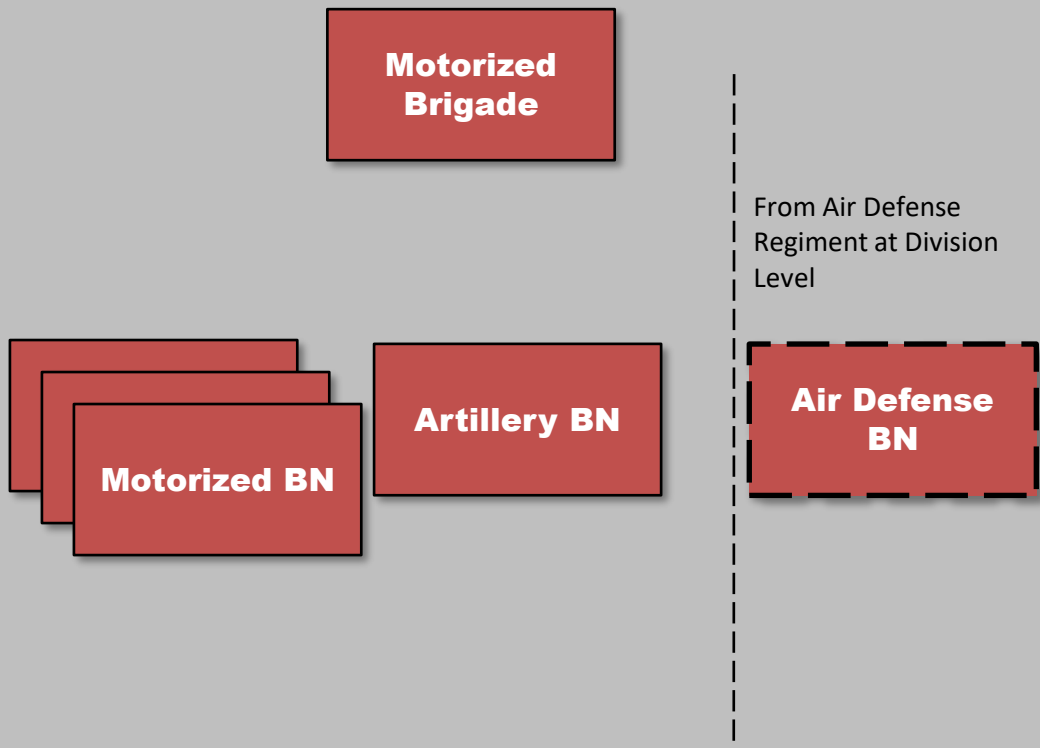 Motorized
Brigade
From Air Defense
Regiment at Division
Level
Motorized BN
Artillery BN
Air Defense
BN